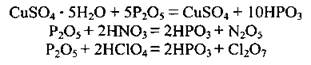 CuSO₄ · 5H₂O + 5P₂O₅ = CuSO₄ + 10HPO₃
P₂O₅ + 2HNO₃ = 2HPO₃ + N₂O₅
P₂O₅ + 2HClO₄ = 2HPO₃ + Cl₂O₇